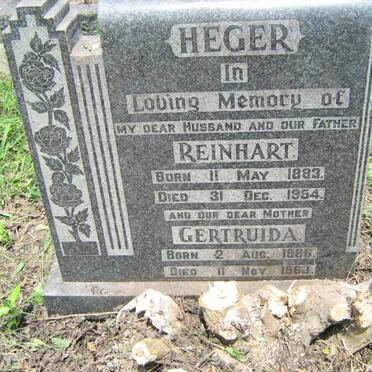 HEGER
In
Loving Memory of
MY DEAR HUSBAND AND OUR FATHER
REINHART.
BORN 11 MAY 1883.
DIED 31 DEC. 1954.
AND OUR DEAR MOTHER
GERTRUIDA
BORN 2 AUG. 1886.
DIED 11 NOV. 1963.